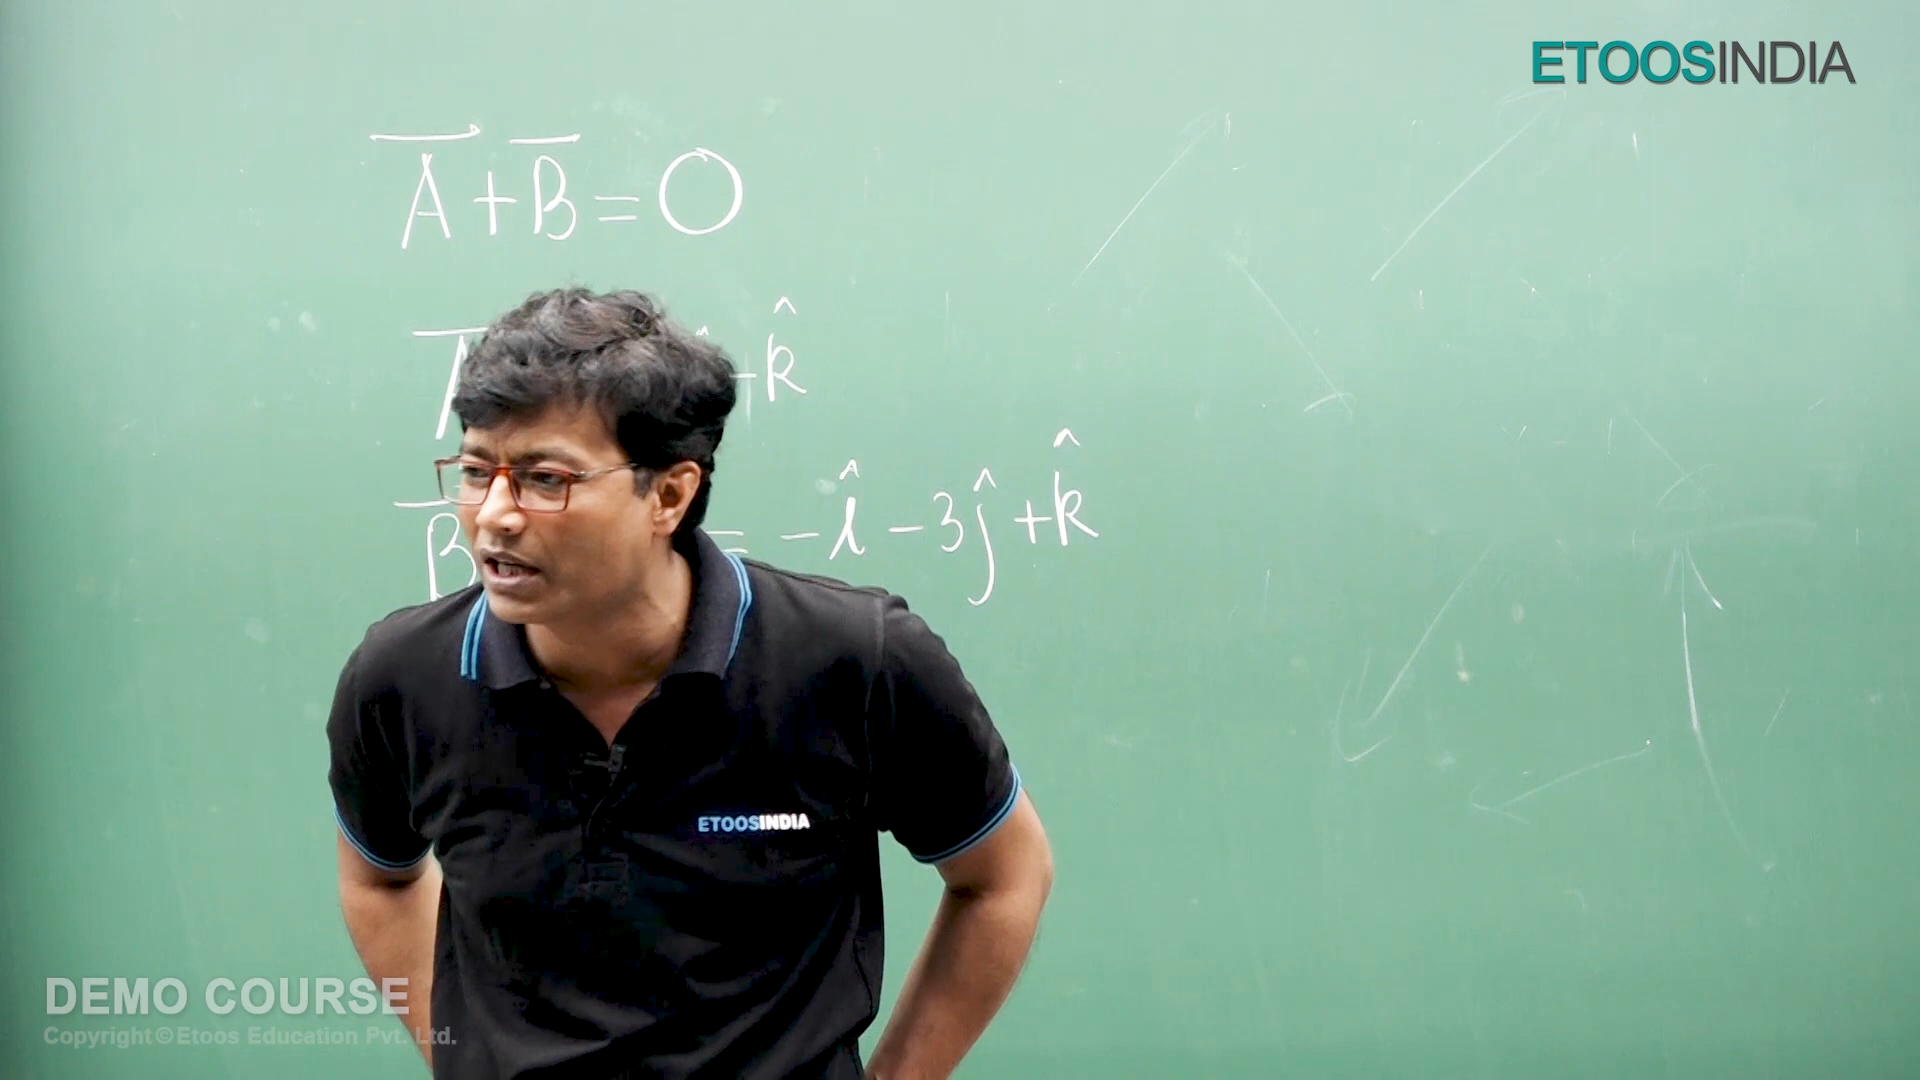 ETOOSINDIA
A + B = 0
+ k̂
B = - î - 3ĵ + k̂
ETOOSINDIA
DEMO COURSE
Copyright © Etoos Education Pvt. Ltd.